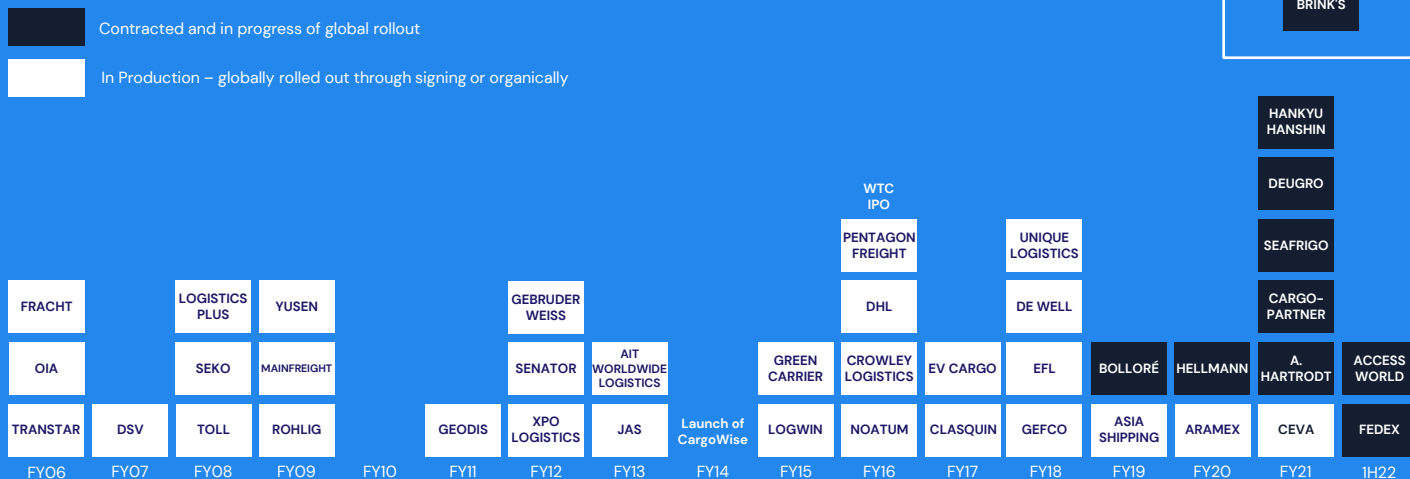 BRINK'S
Contracted and in progress of global rollout
In Production – globally rolled out through signing or organically
HANKYU
HANSHIN
DEUGRO
WTC
IPO
PENTAGON
FREIGHT
UNIQUE
LOGISTICS
SEAFRIGO
FRACHT
LOGISTICS
PLUS
YUSEN
GEBRUDER
WEISS
DHL
DE WELL
CARGO-
PARTNER
OIA
SEKO
MAINFREIGHT
SENATOR
AIT
WORLDWIDE
LOGISTICS
GREEN
CARRIER
CROWLEY
LOGISTICS
EV CARGO
EFL
BOLLORÉ
HELLMANN
A.
HARTRODT
ACCESS
WORLD
TRANSTAR
DSV
TOLL
ROHLIG
GEODIS
XPO
LOGISTICS
JAS
Launch of
CargoWise
LOGWIN
NOATUM
CLASQUIN
GEFCO
ASIA
SHIPPING
ARAMEX
CEVA
FEDEX
FY06 FY07 FY08 FY09 FY10 FY11 FY12 FY13 FY14 FY15 FY16 FY17 FY18 FY19 FY20 FY21 1H22